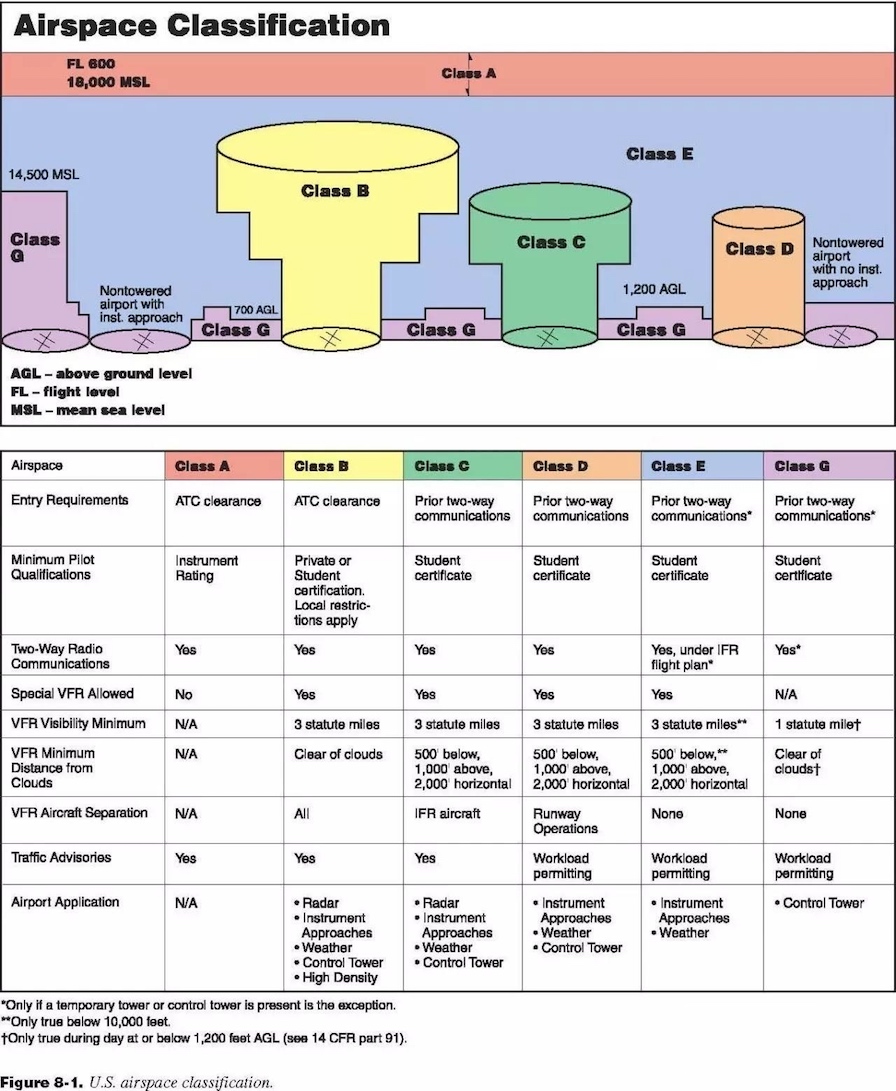 Airspace Classification
FL 600
18,000 MSL
Class A
Class E
14,500 MSL
Class B
Class G
Class C
Class D
Nontowered
airport
with no inst.
approach
Nontowered
airport with
inst. approach
700 AGL
1,200 AGL
Class G
Class G
Class G
AGL – above ground level
FL – flight level
MSL – mean sea level
Airspace Class A Class B Class C Class D Class E Class G
Entry Requirements ATC clearance ATC clearance Prior two-way communications Prior two-way communications Prior two-way communications* Prior two-way communications*
Minimum Pilot Qualifications Instrument Rating Private or Student certification. Local restric-tions apply Student certificate Student certificate Student certificate Student certificate
Two-Way Radio Communications Yes Yes Yes Yes Yes, under IFR flight plan* Yes*
Special VFR Allowed No Yes Yes Yes Yes N/A
VFR Visibility Minimum N/A 3 statute miles 3 statute miles 3 statute miles 3 statute miles** 1 statute mile†
VFR Minimum Distance from Clouds N/A Clear of clouds 500' below, 1,000' above, 2,000' horizontal 500' below, 1,000' above, 2,000' horizontal 500' below,** 1,000' above, 2,000' horizontal Clear of clouds†
VFR Aircraft Separation N/A All IFR aircraft Runway Operations None None
Traffic Advisories Yes Yes Yes Workload permitting Workload permitting Workload permitting
Airport Application N/A • Radar • Instrument Approaches • Weather • Control Tower • High Density • Radar • Instrument Approaches • Weather • Control Tower • Instrument Approaches • Weather • Control Tower • Instrument Approaches • Weather • Control Tower
*Only if a temporary tower or control tower is present is the exception.
**Only true below 10,000 feet.
†Only true during day at or below 1,200 feet AGL (see 14 CFR part 91).
Figure 8-1. U.S. airspace classification.